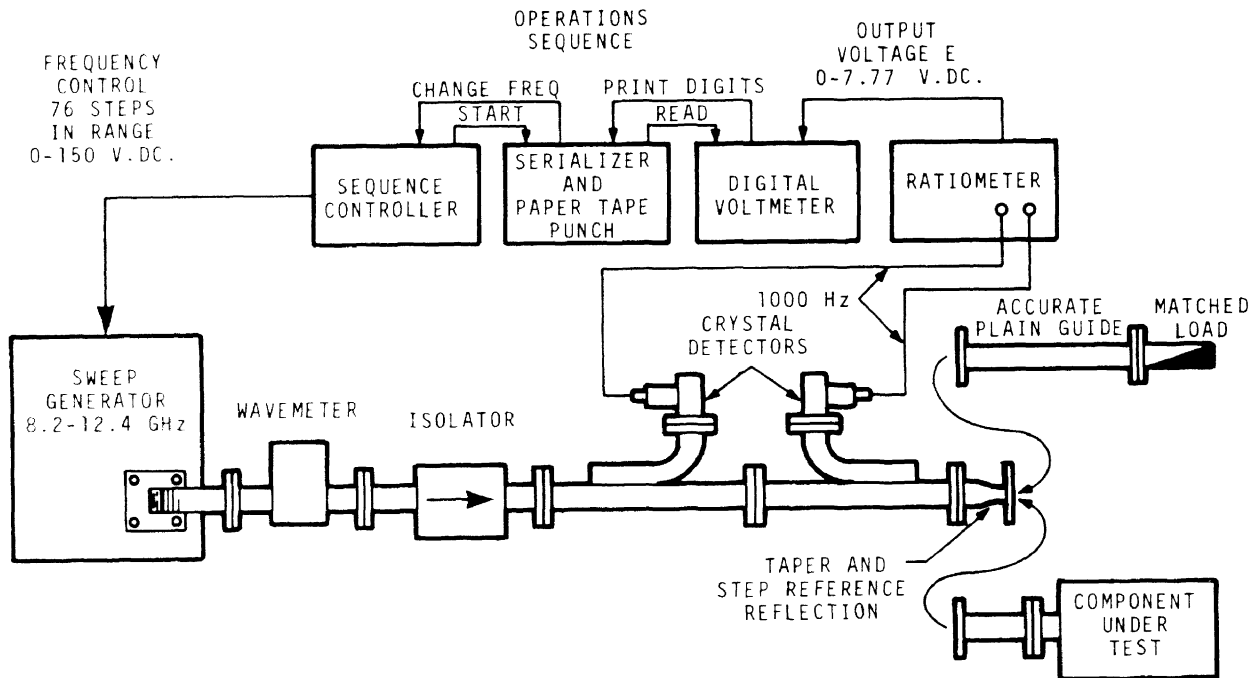 OPERATIONS
SEQUENCE
OUTPUT
VOLTAGE E
0-7.77 V.DC.
FREQUENCY
CONTROL
76 STEPS
IN RANGE
0-150 V.DC.
CHANGE FREQ
START
PRINT DIGITS
READ
SEQUENCE
CONTROLLER
SERIALIZER
AND
PAPER TAPE
PUNCH
DIGITAL
VOLTMETER
RATIOMETER
1000 Hz
CRYSTAL
DETECTORS
ACCURATE
PLAIN GUIDE
MATCHED
LOAD
SWEEP
GENERATOR
8.2-12.4 GHz
WAVEMETER
ISOLATOR
TAPER AND
STEP REFERENCE
REFLECTION
COMPONENT
UNDER
TEST